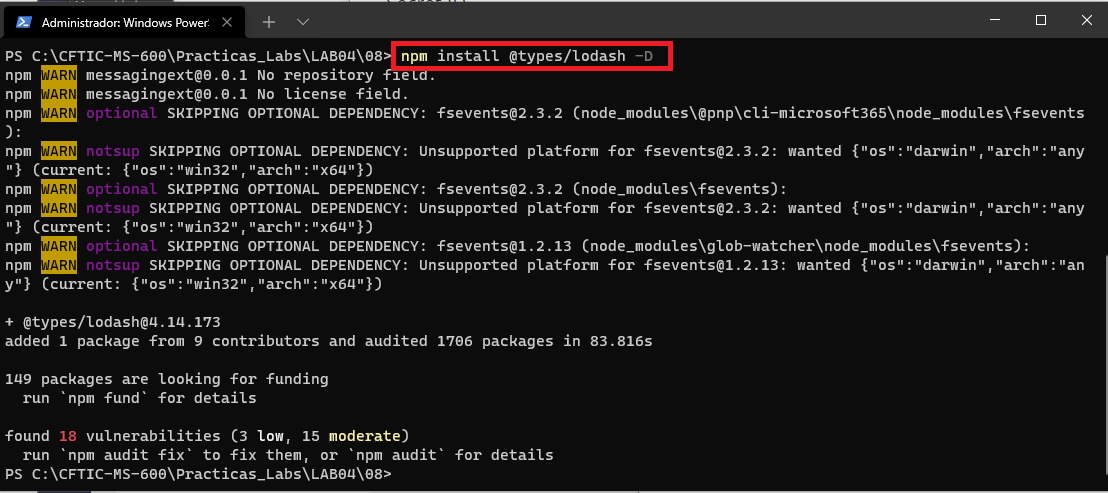 Administrador: Windows PowerS
PS C:\CFTIC-MS-600\Practicas_Labs\LAB04\08> npm install @types/lodash -D
npm WARN messagingext@0.0.1 No repository field.
npm WARN messagingext@0.0.1 No license field.
npm WARN optional SKIPPING OPTIONAL DEPENDENCY: fsevents@2.3.2 (node_modules\@pnp\cli-microsoft365\node_modules\fsevents
):
npm WARN notsup SKIPPING OPTIONAL DEPENDENCY: Unsupported platform for fsevents@2.3.2: wanted {"os":"darwin","arch":"any
"} (current: {"os":"win32","arch":"x64"})
npm WARN optional SKIPPING OPTIONAL DEPENDENCY: fsevents@2.3.2 (node_modules\fsevents):
npm WARN notsup SKIPPING OPTIONAL DEPENDENCY: Unsupported platform for fsevents@2.3.2: wanted {"os":"darwin","arch":"any
"} (current: {"os":"win32","arch":"x64"})
npm WARN optional SKIPPING OPTIONAL DEPENDENCY: fsevents@1.2.13 (node_modules\glob-watcher\node_modules\fsevents):
npm WARN notsup SKIPPING OPTIONAL DEPENDENCY: Unsupported platform for fsevents@1.2.13: wanted {"os":"darwin","arch":"an
y"} (current: {"os":"win32","arch":"x64"})
+ @types/lodash@4.14.173
added 1 package from 9 contributors and audited 1706 packages in 83.816s
149 packages are looking for funding
run `npm fund` for details
found 18 vulnerabilities (3 low, 15 moderate)
run `npm audit fix` to fix them, or `npm audit` for details
PS C:\CFTIC-MS-600\Practicas_Labs\LAB04\08>